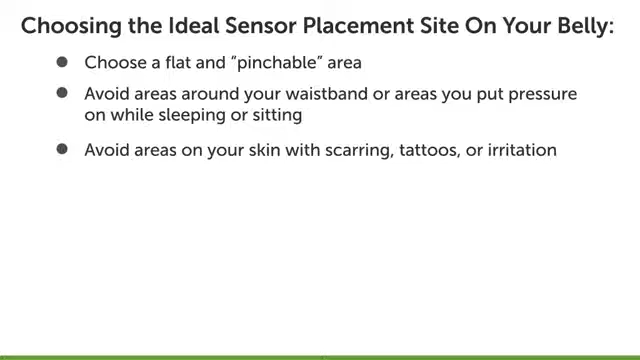 Choosing the Ideal Sensor Placement Site On Your Belly:
● Choose a flat and ”pinchable” area
● Avoid areas around your waistband or areas you put pressure
on while sleeping or sitting
● Avoid areas on your skin with scarring, tattoos, or irritation